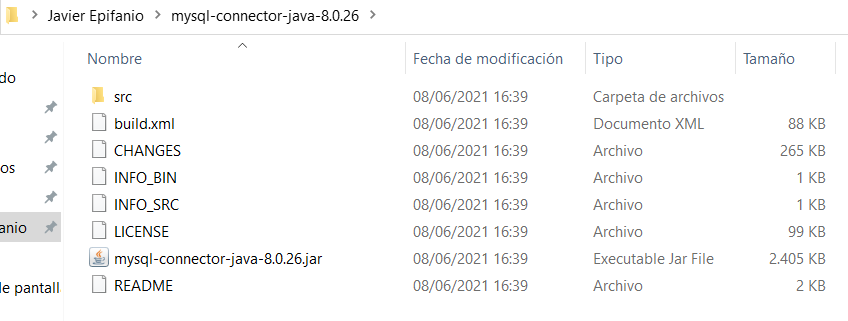 Javier Epifanio > mysql-connector-java-8.0.26 >
Nombre Fecha de modificación Tipo Tamaño
do
src 08/06/2021 16:39 Carpeta de archivos
build.xml 08/06/2021 16:39 Documento XML 88 KB
CHANGES 08/06/2021 16:39 Archivo 265 KB
os
INFO_BIN 08/06/2021 16:39 Archivo 1 KB
INFO_SRC 08/06/2021 16:39 Archivo 1 KB
anio
LICENSE 08/06/2021 16:39 Archivo 99 KB
mysql-connector-java-8.0.26.jar 08/06/2021 16:39 Executable Jar File 2.405 KB
de pantall
README 08/06/2021 16:39 Archivo 2 KB